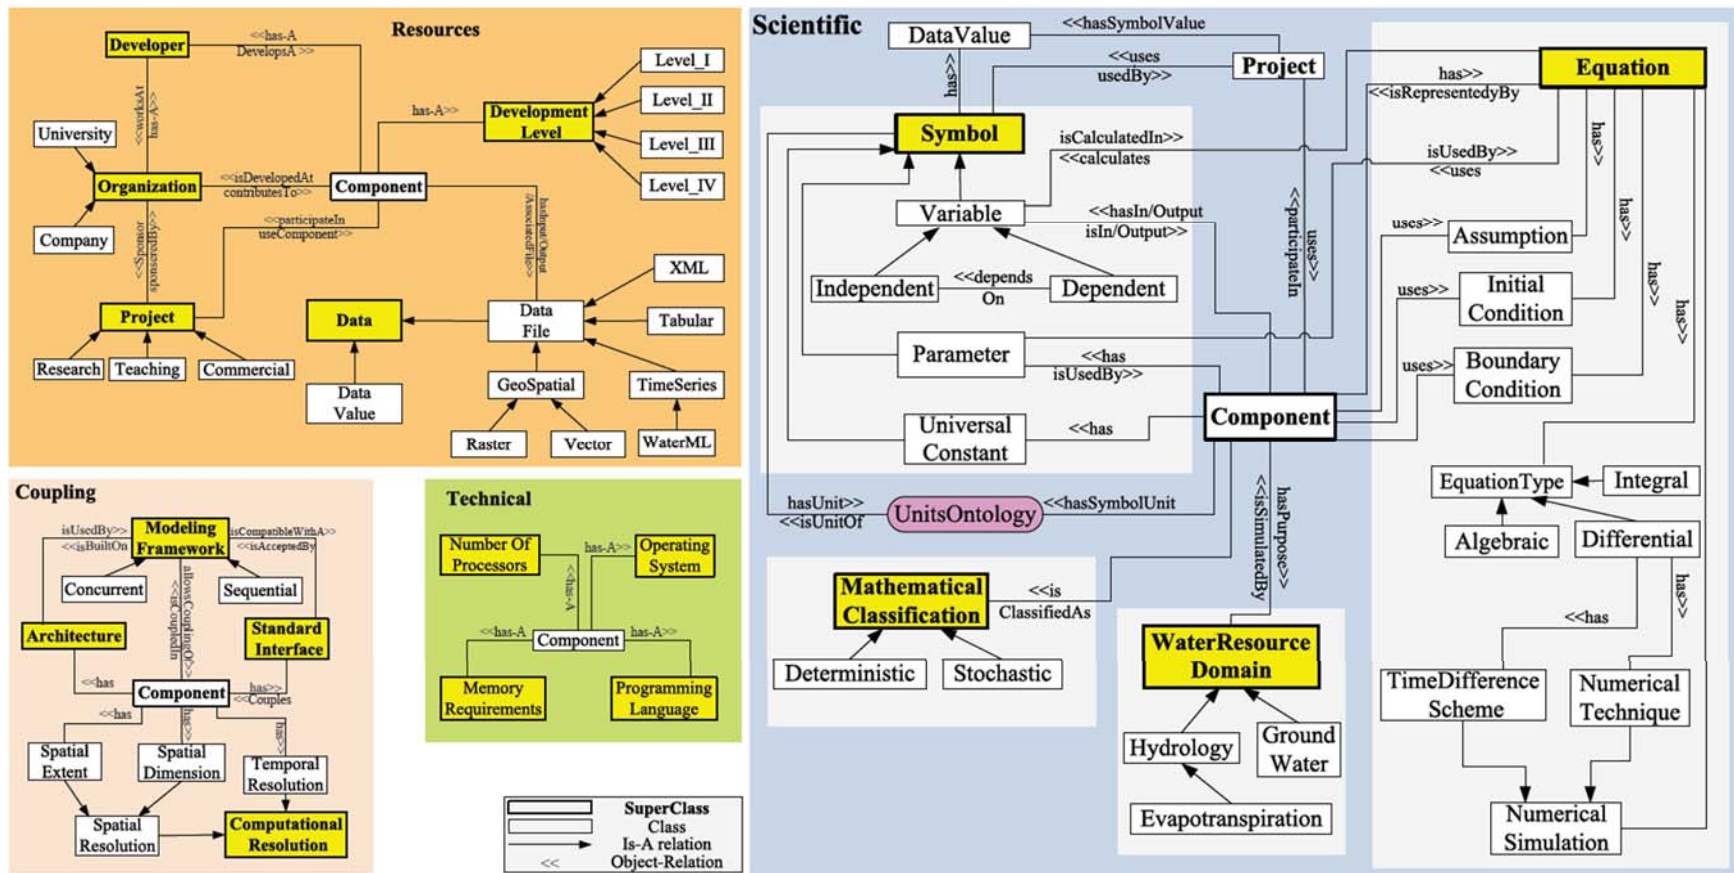 Resources
Developer
<<has-A
DevelopsA >>
<<worksAt
has-A>>
University
Organization
Company
<<isDevelopedAt
contributesTo>>
Component
has-A>>
Development
Level
Level_I
Level_II
Level_III
Level_IV
<<participateIn
useComponent>>
<<Sponsor
sponseredBy>>
Project
Research
Teaching
Commercial
hasInput/Output
/AssociatedFile>>
Data
Data
Value
Data
File
XML
Tabular
GeoSpatial
TimeSeries
Raster
Vector
WaterML
Coupling
isUsedBy>>
<<isBuiltOn
Modeling
Framework
isCompatibleWithA>>
<<isAcceptedBy
Concurrent
Sequential
allowsCouplingOf>>
<<isCoupledIn
Architecture
Standard
Interface
<<has
Component
has>>
<<Couples
<<has
has>>
has>>
Spatial
Extent
Spatial
Dimension
Temporal
Resolution
Spatial
Resolution
Computational
Resolution
Technical
Number Of
Processors
has-A>>
Operating
System
<<has-A
<<has-A
Component
has-A>>
Memory
Requirements
Programming
Language
SuperClass
Class
Is-A relation
<<
Object-Relation
Scientific
DataValue
<<hasSymbolValue
Project
has>>
<<uses
usedBy>>
Symbol
Equation
has>>
<<isRepresentedyBy
isCalculatedIn>>
<<calculates
isUsedBy>>
<<uses
Variable
<<hasIn/Output
isIn/Output>>
uses>>
<<participateIn
Independent
<<depends
On
Dependent
Parameter
<<has
isUsedBy>>
Universal
Constant
<<has
Component
uses>>
Assumption
has>>
uses>>
Initial
Condition
has>>
uses>>
Boundary
Condition
has>>
has>>
hasUnit>>
<<isUnitOf
UnitsOntology
<<hasSymbolUnit
hasPurpose>>
<<isSimulatedBy
Mathematical
Classification
<<is
ClassifiedAs
Deterministic
Stochastic
WaterResource
Domain
Hydrology
Ground
Water
Evapotranspiration
EquationType
Integral
Algebraic
Differential
<<has
has>>
TimeDifference
Scheme
Numerical
Technique
Numerical
Simulation